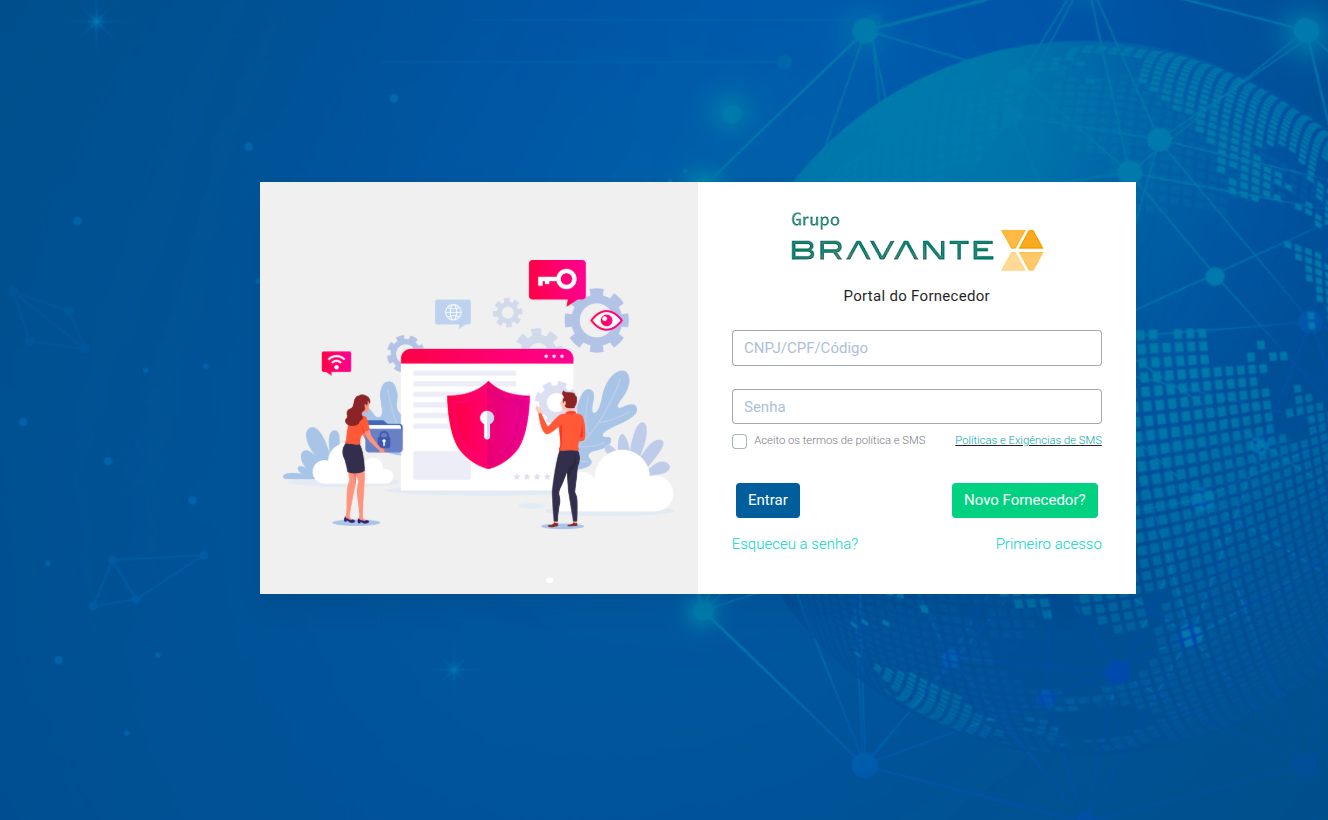 Grupo
BRAVANTE
Portal do Fornecedor
CNPJ/CPF/Código
Senha
Aceito os termos de política e SMS Políticas e Exigências de SMS
Entrar Novo Fornecedor?
Esqueceu a senha? Primeiro acesso